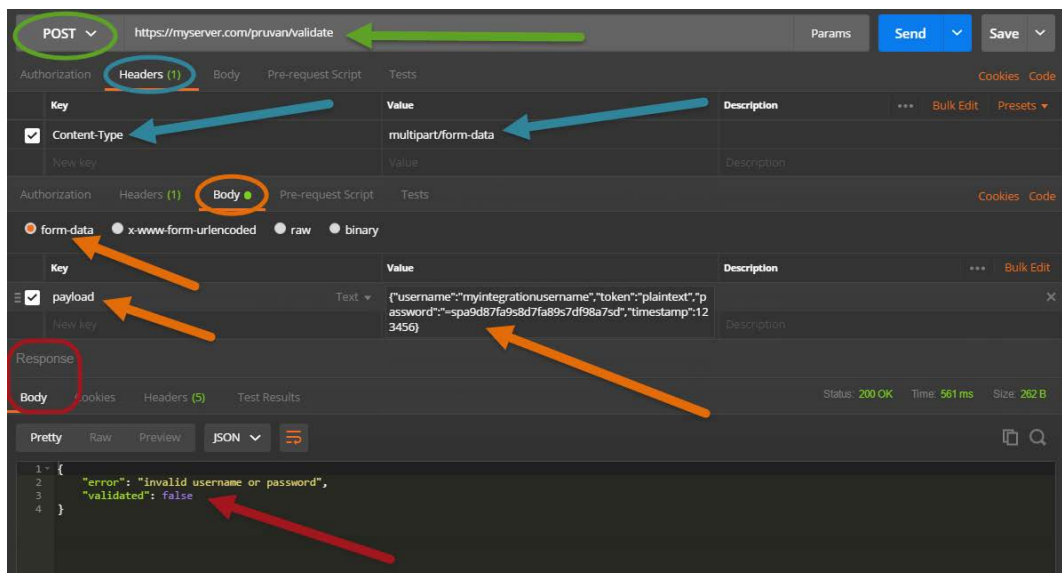 POST https://myserver.com/pruvan/validate Params Send Save
Authorization Headers (1) Body Pre-request Script Tests Cookies Code
Key Value Description ••• Bulk Edit Presets
Content-Type multipart/form-data
New key Value Description
Authorization Headers (1) Body Pre-request Script Tests Cookies Code
form-data x-www-form-urlencoded raw binary
Key Value Description ••• Bulk Edit
payload Text {"username":"myintegrationusername","token":"plaintext","p
assword":"=spa9d87fa9s8d7fa89s7df98a7sd","timestamp":12
3456}
New key Description
Response
Body Cookies Headers (5) Test Results Status: 200 OK Time: 561 ms Size: 262 B
Pretty Raw Preview JSON
1 {
2 "error": "invalid username or password",
3 "validated": false
4 }